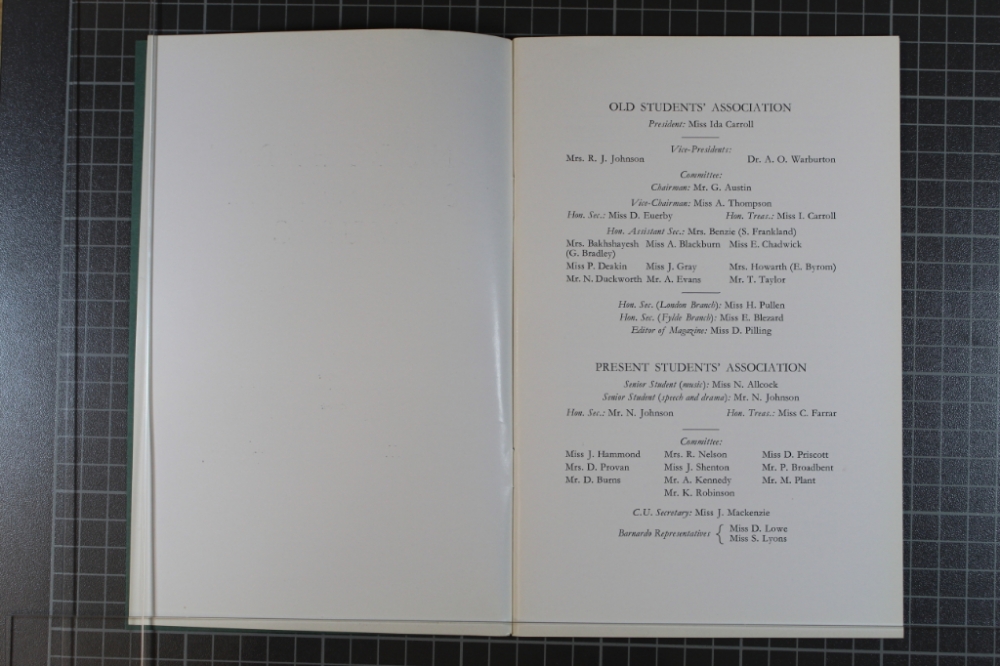 OLD STUDENTS' ASSOCIATION
President: Miss Ida Carroll
Vice-Presidents:
Mrs. R. J. Johnson Dr. A. O. Warburton
Committee:
Chairman: Mr. G. Austin
Vice-Chairman: Miss A. Thompson
Hon. Sec.: Miss D. Euerby Hon. Treas.: Miss I. Carroll
Hon. Assistant Sec.: Mrs. Benzie (S. Frankland)
Mrs. Bakhshayesh Miss A. Blackburn Miss E. Chadwick
(G. Bradley)
Miss P. Deakin Miss J. Gray Mrs. Howarth (E. Byrom)
Mr. N. Duckworth Mr. A. Evans Mr. T. Taylor
Hon. Sec. (London Branch): Miss H. Pullen
Hon. Sec. (Fylde Branch): Miss E. Blezard
Editor of Magazine: Miss D. Pilling
PRESENT STUDENTS' ASSOCIATION
Senior Student (music): Miss N. Allcock
Senior Student (speech and drama): Mr. N. Johnson
Hon. Sec.: Mr. N. Johnson Hon. Treas.: Miss C. Farrar
Committee:
Miss J. Hammond Mrs. R. Nelson Miss D. Priscott
Mrs. D. Provan Miss J. Shenton Mr. P. Broadbent
Mr. D. Burns Mr. A. Kennedy Mr. M. Plant
Mr. K. Robinson
C.U. Secretary: Miss J. Mackenzie
Barnardo Representatives { Miss D. Lowe
Miss S. Lyons